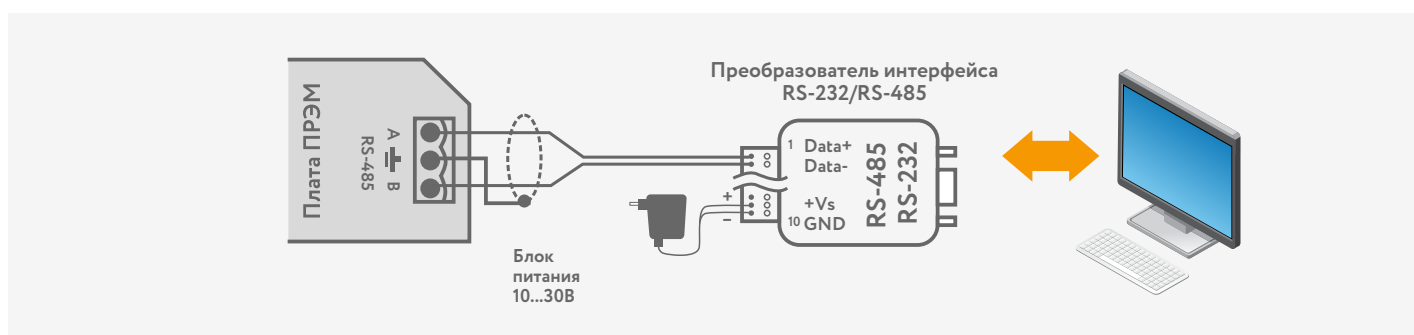 Преобразователь интерфейса
RS-232/RS-485
Плата ПРЭМ
A
B
RS-485
1 Data+
Data-
+
+Vs
–
10 GND
RS-485
RS-232
Блок
питания
10...30В